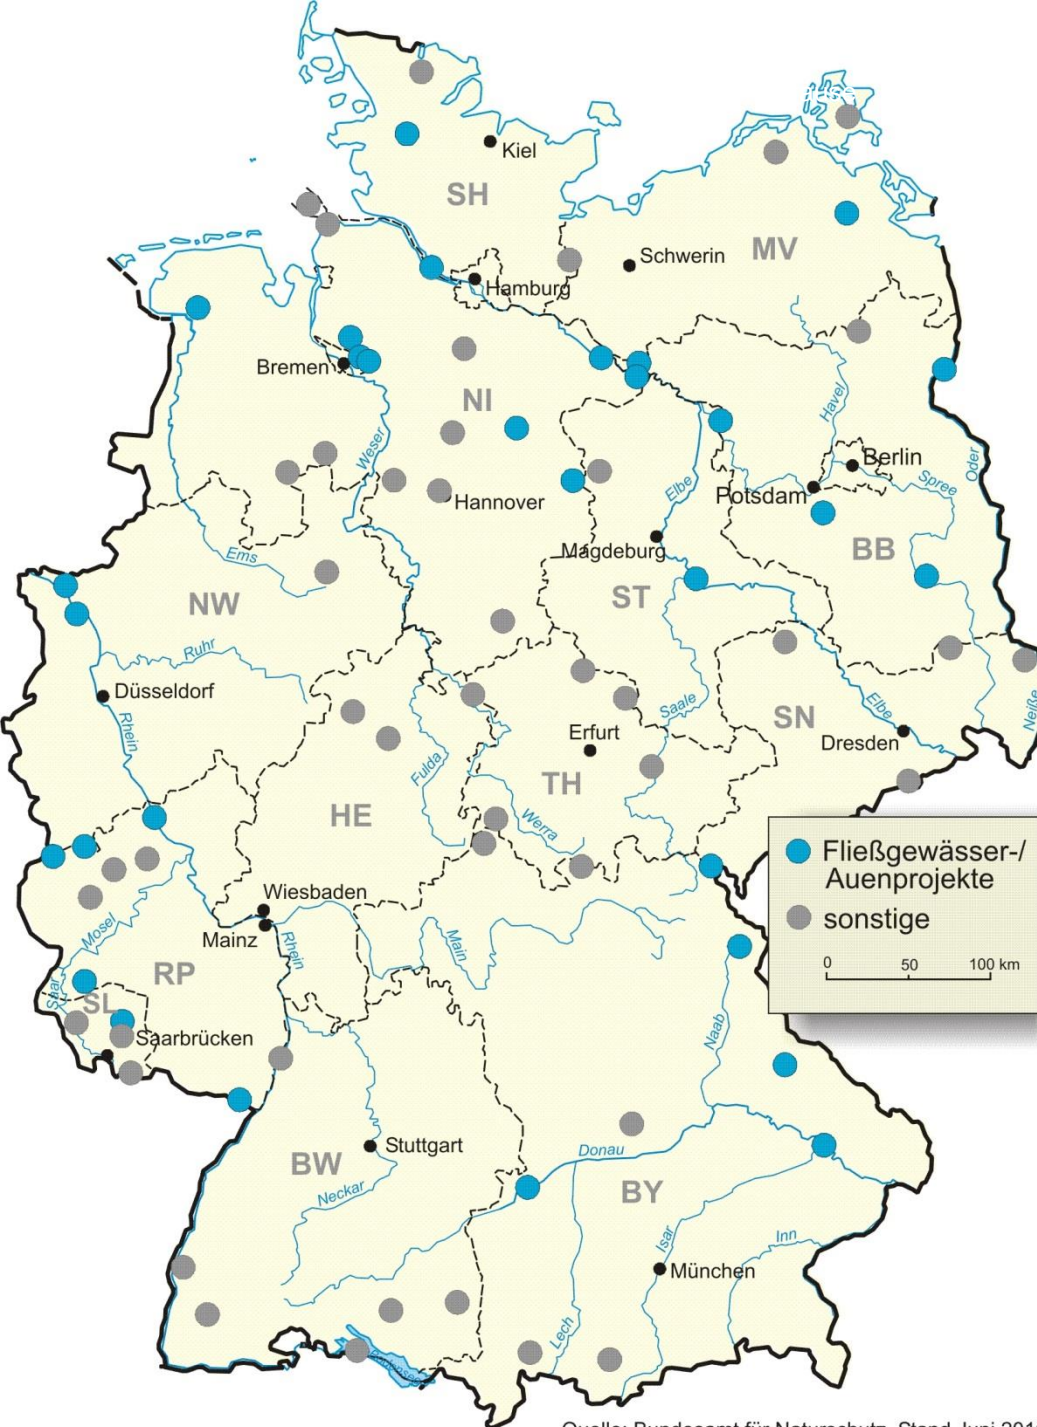 Kiel
SH
Schwerin
MV
Hamburg
Bremen
NI
Havel
Weser
Berlin
Oder
Spree
Elbe
Potsdam
Hannover
Magdeburg
BB
Ems
ST
NW
Ruhr
Düsseldorf
Rhein
Saale
Elbe
SN
Neiße
Erfurt
Dresden
Fulda
TH
Werra
HE
Fließgewässer-/
Auenprojekte
sonstige
0 50 100 km
Wiesbaden
Mainz
Rhein
Main
Mosel
RP
Saar
SL
Saarbrücken
Naab
Stuttgart
BW
Neckar
Donau
BY
Isar
Inn
München
Lech